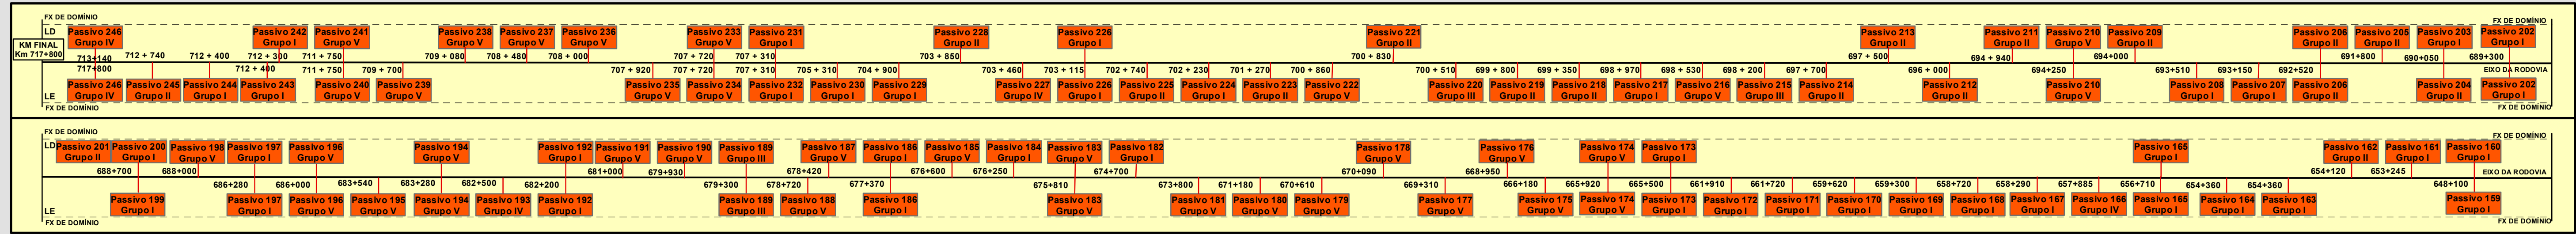 FX DE DOMÍNIO
FX DE DOMÍNIO
LD
KM FINAL
Km 717+800
Passivo 246
Grupo IV
Passivo 242
Grupo I
Passivo 241
Grupo V
Passivo 238
Grupo V
Passivo 237
Grupo V
Passivo 236
Grupo V
Passivo 233
Grupo V
Passivo 231
Grupo I
Passivo 228
Grupo II
Passivo 226
Grupo I
Passivo 221
Grupo II
Passivo 213
Grupo II
Passivo 211
Grupo II
Passivo 210
Grupo V
Passivo 209
Grupo II
Passivo 206
Grupo II
Passivo 205
Grupo II
Passivo 203
Grupo I
Passivo 202
Grupo I
713+140 712 + 740 712 + 400 712 + 300 711 + 750 709 + 080 708 + 480 708 + 000 707 + 720 707 + 310 703 + 850 700 + 830 697 + 500 694 + 940 694+000 691+800 690+050 689+300
717+800 712 + 400 711 + 750 709 + 700 707 + 920 707 + 720 707 + 310 705 + 310 704 + 900 703 + 460 703 + 115 702 + 740 702 + 230 701 + 270 700 + 860 700 + 510 699 + 800 699 + 350 698 + 970 698 + 530 698 + 200 697 + 700 696 + 000 694+250 693+510 693+150 692+520
EIXO DA RODOVIA
LE
Passivo 246
Grupo IV
Passivo 245
Grupo II
Passivo 244
Grupo I
Passivo 243
Grupo I
Passivo 240
Grupo V
Passivo 239
Grupo V
Passivo 235
Grupo V
Passivo 234
Grupo V
Passivo 232
Grupo I
Passivo 230
Grupo I
Passivo 229
Grupo I
Passivo 227
Grupo IV
Passivo 226
Grupo I
Passivo 225
Grupo II
Passivo 224
Grupo I
Passivo 223
Grupo II
Passivo 222
Grupo V
Passivo 220
Grupo III
Passivo 219
Grupo II
Passivo 218
Grupo II
Passivo 217
Grupo I
Passivo 216
Grupo V
Passivo 215
Grupo III
Passivo 214
Grupo II
Passivo 212
Grupo II
Passivo 210
Grupo V
Passivo 208
Grupo I
Passivo 207
Grupo I
Passivo 206
Grupo II
Passivo 204
Grupo II
Passivo 202
Grupo I
FX DE DOMÍNIO
FX DE DOMÍNIO
FX DE DOMÍNIO
FX DE DOMÍNIO
LD
Passivo 201
Grupo II
Passivo 200
Grupo I
Passivo 198
Grupo V
Passivo 197
Grupo I
Passivo 196
Grupo V
Passivo 194
Grupo V
Passivo 192
Grupo I
Passivo 191
Grupo V
Passivo 190
Grupo V
Passivo 189
Grupo III
Passivo 187
Grupo V
Passivo 186
Grupo I
Passivo 185
Grupo V
Passivo 184
Grupo I
Passivo 183
Grupo V
Passivo 182
Grupo I
Passivo 178
Grupo V
Passivo 176
Grupo V
Passivo 174
Grupo V
Passivo 173
Grupo I
Passivo 165
Grupo I
Passivo 162
Grupo II
Passivo 161
Grupo I
Passivo 160
Grupo I
688+700 688+000 681+000 679+930 678+420 676+600 676+250 674+700 670+090 668+950 654+120 653+245
EIXO DA RODOVIA
686+280 686+000 683+540 683+280 682+500 682+200 679+300 678+720 677+370 675+810 673+800 671+180 670+610 669+310 666+180 665+920 665+500 661+910 661+720 659+620 659+300 658+720 658+290 657+885 656+710 654+360 654+360 648+100
LE
Passivo 199
Grupo I
Passivo 197
Grupo I
Passivo 196
Grupo V
Passivo 195
Grupo V
Passivo 194
Grupo V
Passivo 193
Grupo IV
Passivo 192
Grupo I
Passivo 189
Grupo III
Passivo 188
Grupo V
Passivo 186
Grupo I
Passivo 183
Grupo V
Passivo 181
Grupo V
Passivo 180
Grupo V
Passivo 179
Grupo V
Passivo 177
Grupo V
Passivo 175
Grupo V
Passivo 174
Grupo V
Passivo 173
Grupo I
Passivo 172
Grupo I
Passivo 171
Grupo I
Passivo 170
Grupo I
Passivo 169
Grupo I
Passivo 168
Grupo I
Passivo 167
Grupo I
Passivo 166
Grupo IV
Passivo 165
Grupo I
Passivo 164
Grupo I
Passivo 163
Grupo I
Passivo 159
Grupo I
FX DE DOMÍNIO
FX DE DOMÍNIO